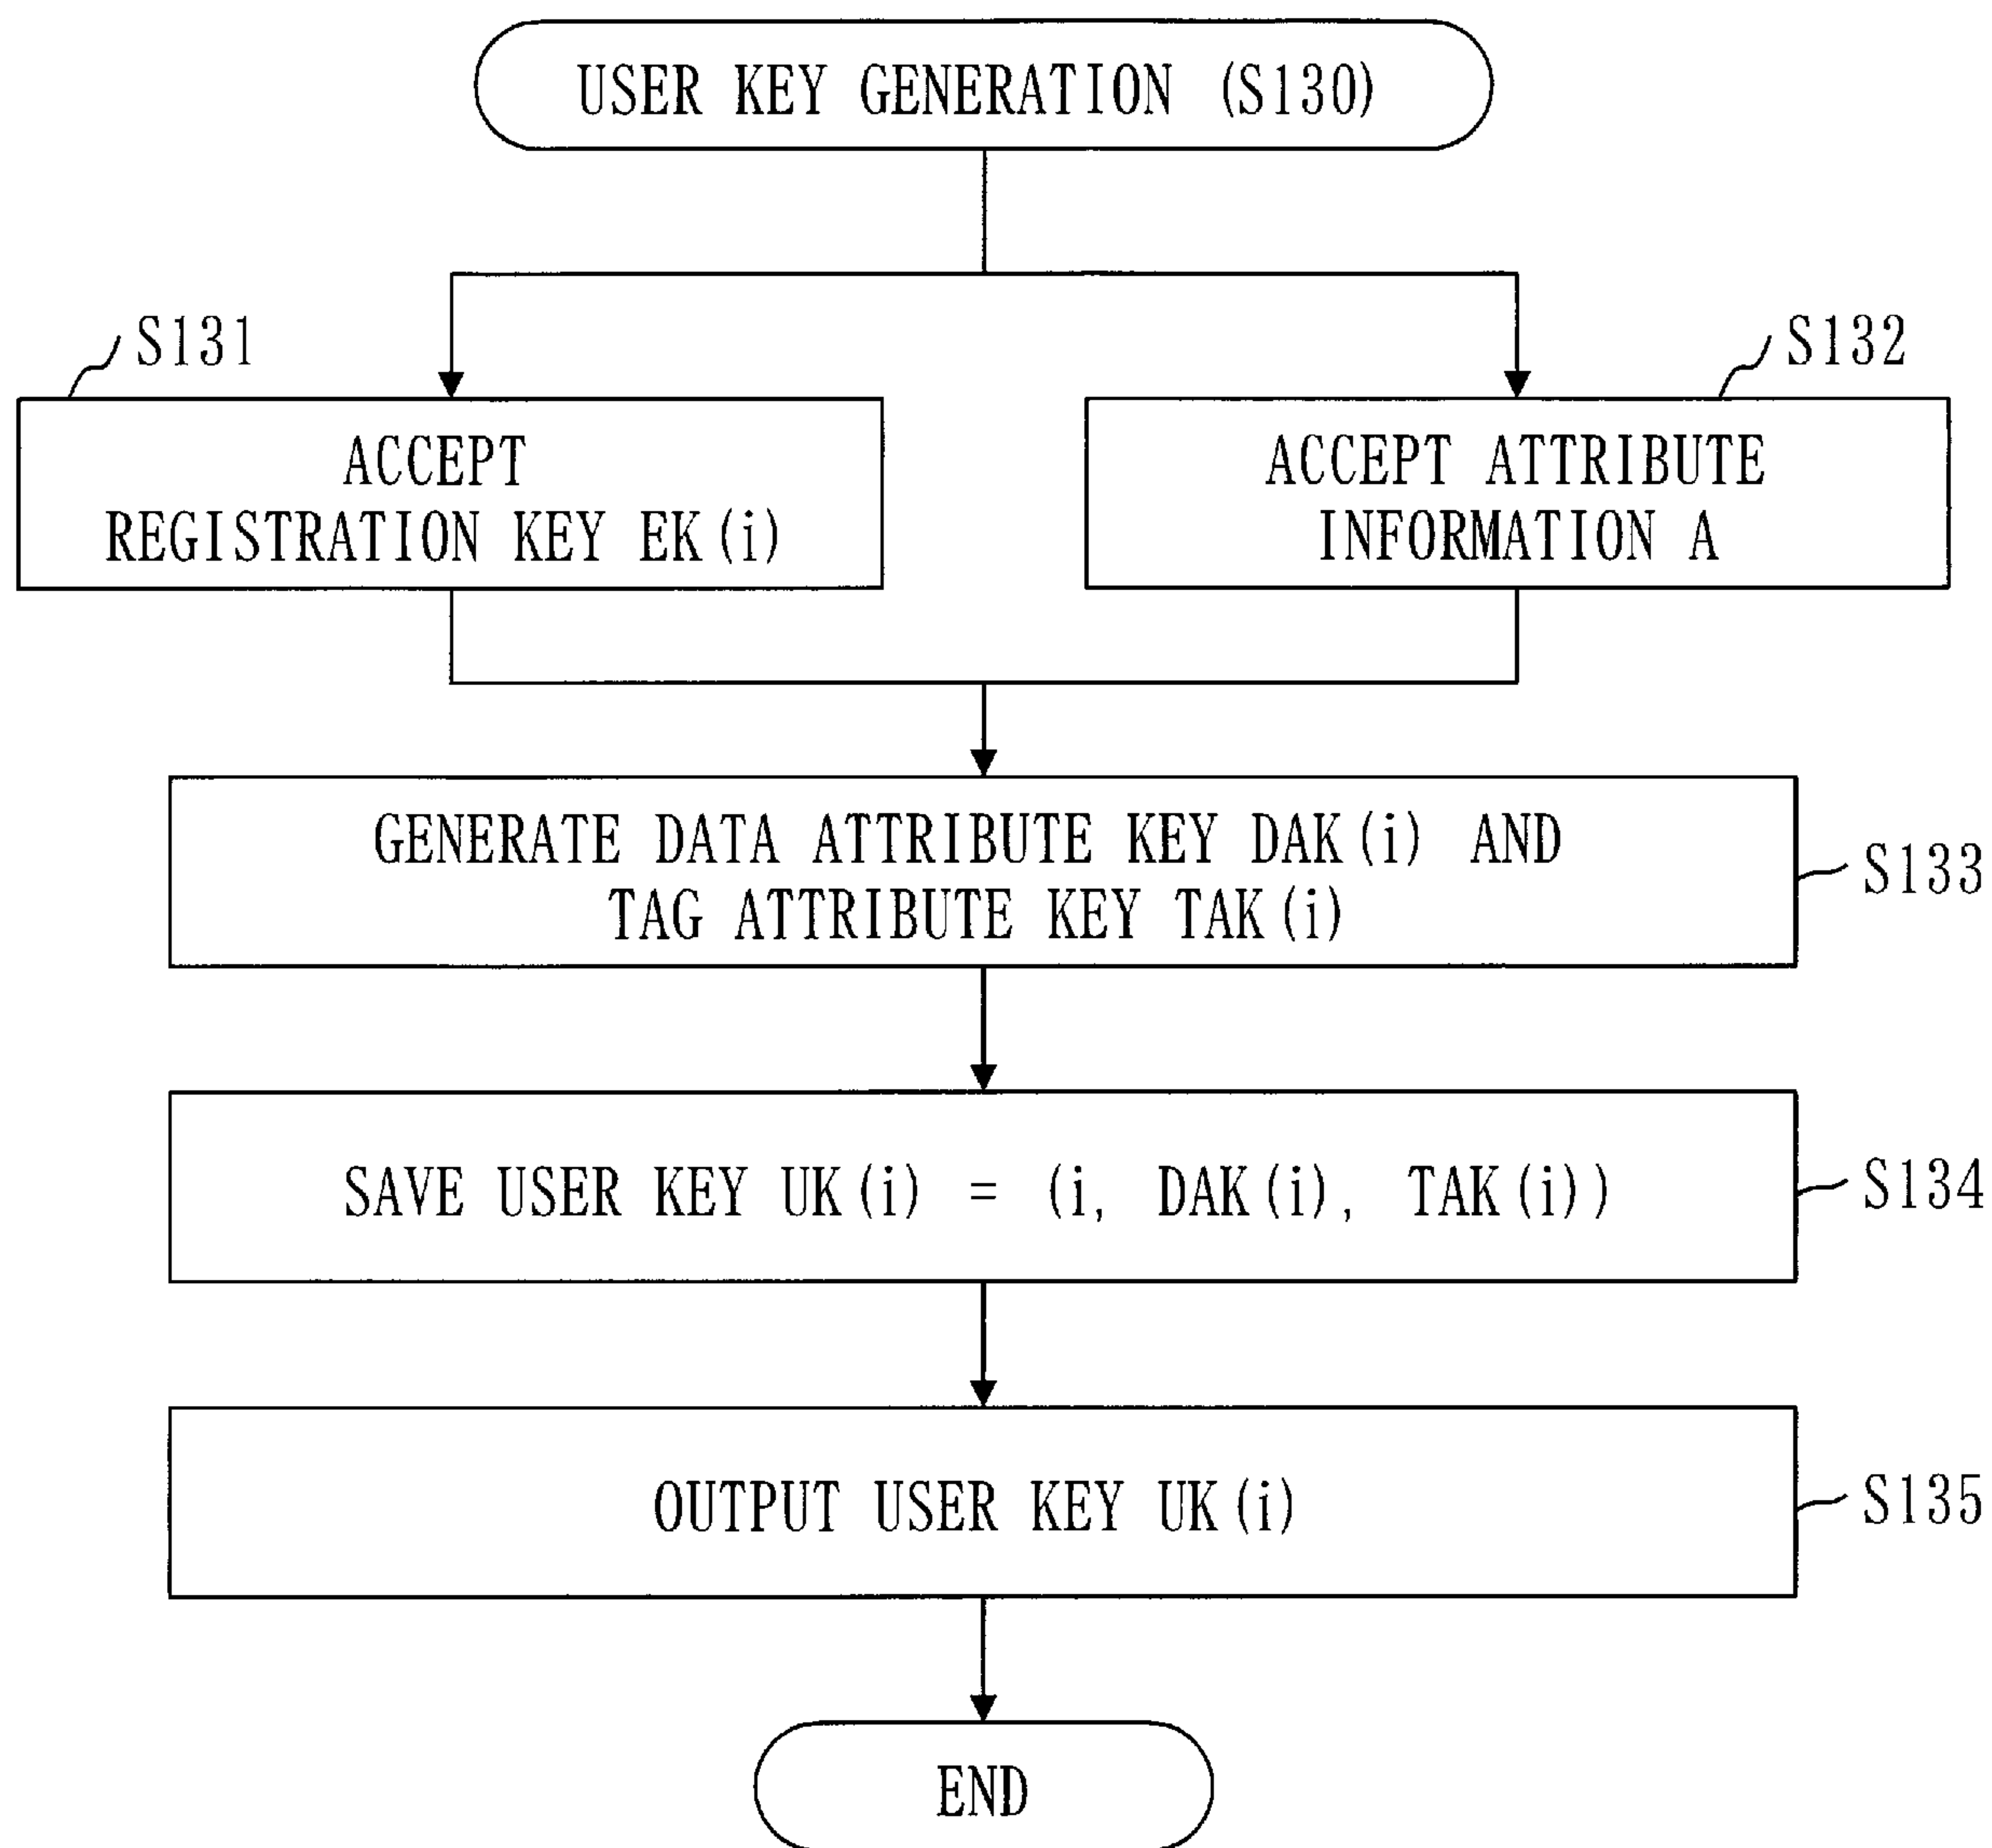 USER KEY GENERATION (S130)
S131
S132
ACCEPT
REGISTRATION KEY EK(i)
ACCEPT ATTRIBUTE
INFORMATION A
GENERATE DATA ATTRIBUTE KEY DAK(i) AND
TAG ATTRIBUTE KEY TAK(i)
S133
SAVE USER KEY UK(i) = (i, DAK(i), TAK(i))
S134
OUTPUT USER KEY UK(i)
S135
END